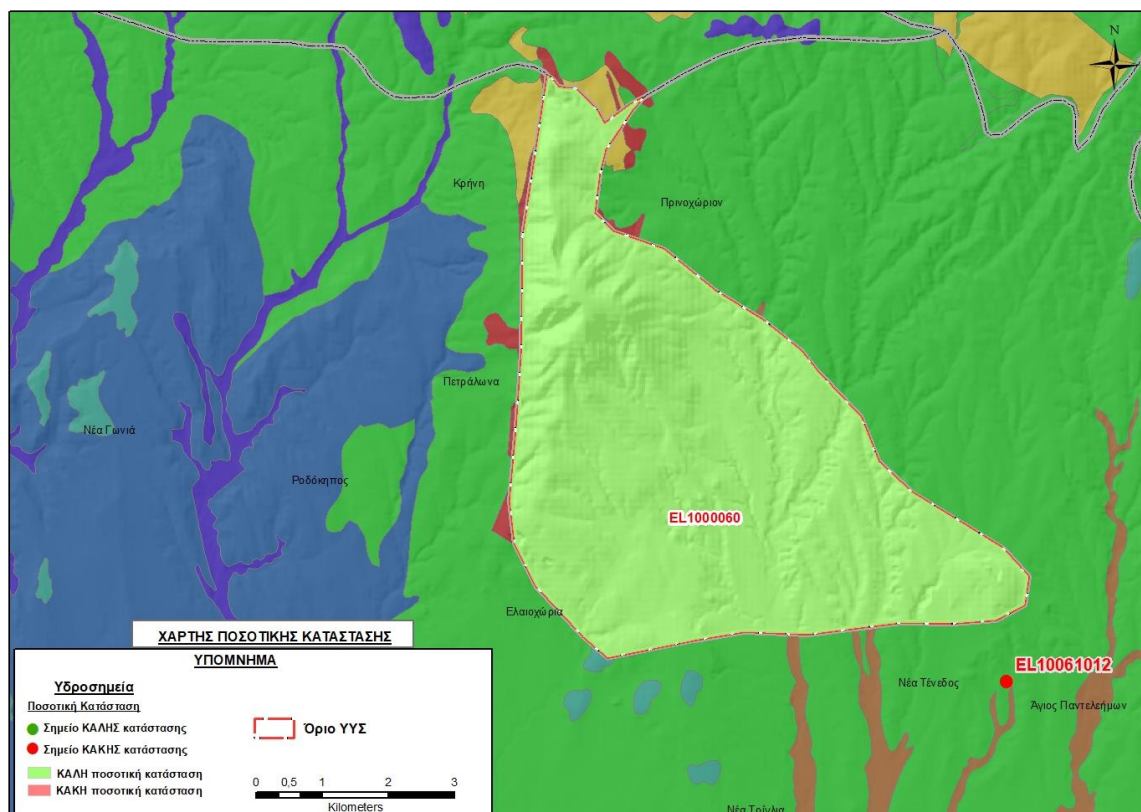 N
Κρήνη
Πρινοχώριον
Πετράλωνα
Νέα Γωνιά
Ροδόκηπος
EL1000060
Ελαιοχώρια
ΧΑΡΤΗΣ ΠΟΣΟΤΙΚΗΣ ΚΑΤΑΣΤΑΣΗΣ
ΥΠΟΜΝΗΜΑ
Υδροσημεία
Ποσοτική Κατάσταση
Σημείο ΚΑΛΗΣ κατάστασης
Σημείο ΚΑΚΗΣ κατάστασης
ΚΑΛΗ ποσοτική κατάσταση
ΚΑΚΗ ποσοτική κατάσταση
Όριο ΥΥΣ
0 0,5 1 2 3
Kilometers
EL10061012
Νέα Τένεδος
Άγιος Παντελεήμων
Νέα Τρίγλια